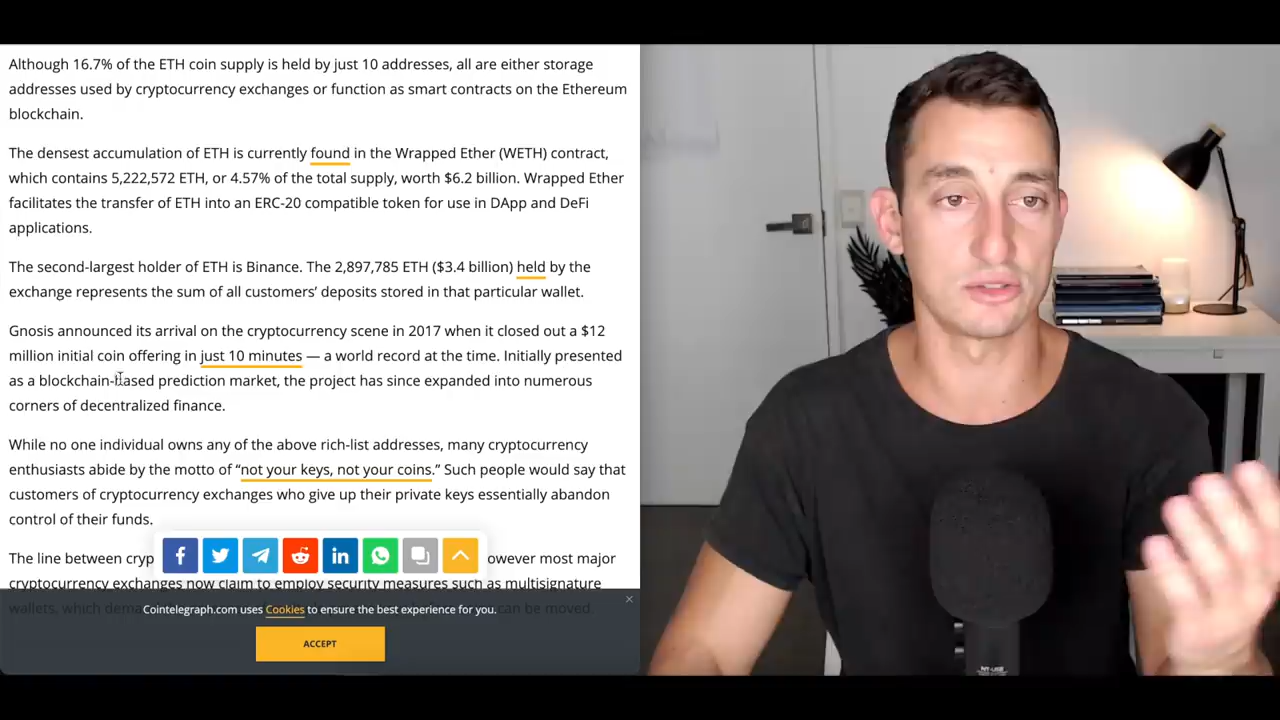 Although 16.7% of the ETH coin supply is held by just 10 addresses, all are either storage
addresses used by cryptocurrency exchanges or function as smart contracts on the Ethereum
blockchain.
The densest accumulation of ETH is currently found in the Wrapped Ether (WETH) contract,
which contains 5,222,572 ETH, or 4.57% of the total supply, worth $6.2 billion. Wrapped Ether
facilitates the transfer of ETH into an ERC-20 compatible token for use in DApp and DeFi
applications.
The second-largest holder of ETH is Binance. The 2,897,785 ETH ($3.4 billion) held by the
exchange represents the sum of all customers’ deposits stored in that particular wallet.
Gnosis announced its arrival on the cryptocurrency scene in 2017 when it closed out a $12
million initial coin offering in just 10 minutes — a world record at the time. Initially presented
as a blockchain-based prediction market, the project has since expanded into numerous
corners of decentralized finance.
While no one individual owns any of the above rich-list addresses, many cryptocurrency
enthusiasts abide by the motto of “not your keys, not your coins.” Such people would say that
customers of cryptocurrency exchanges who give up their private keys essentially abandon
control of their funds.
The line between cryp owever most major
cryptocurrency exchanges now claim to employ security measures such as multisignature
wallets, which dema can be moved.
Cointelegraph.com uses Cookies to ensure the best experience for you.
ACCEPT